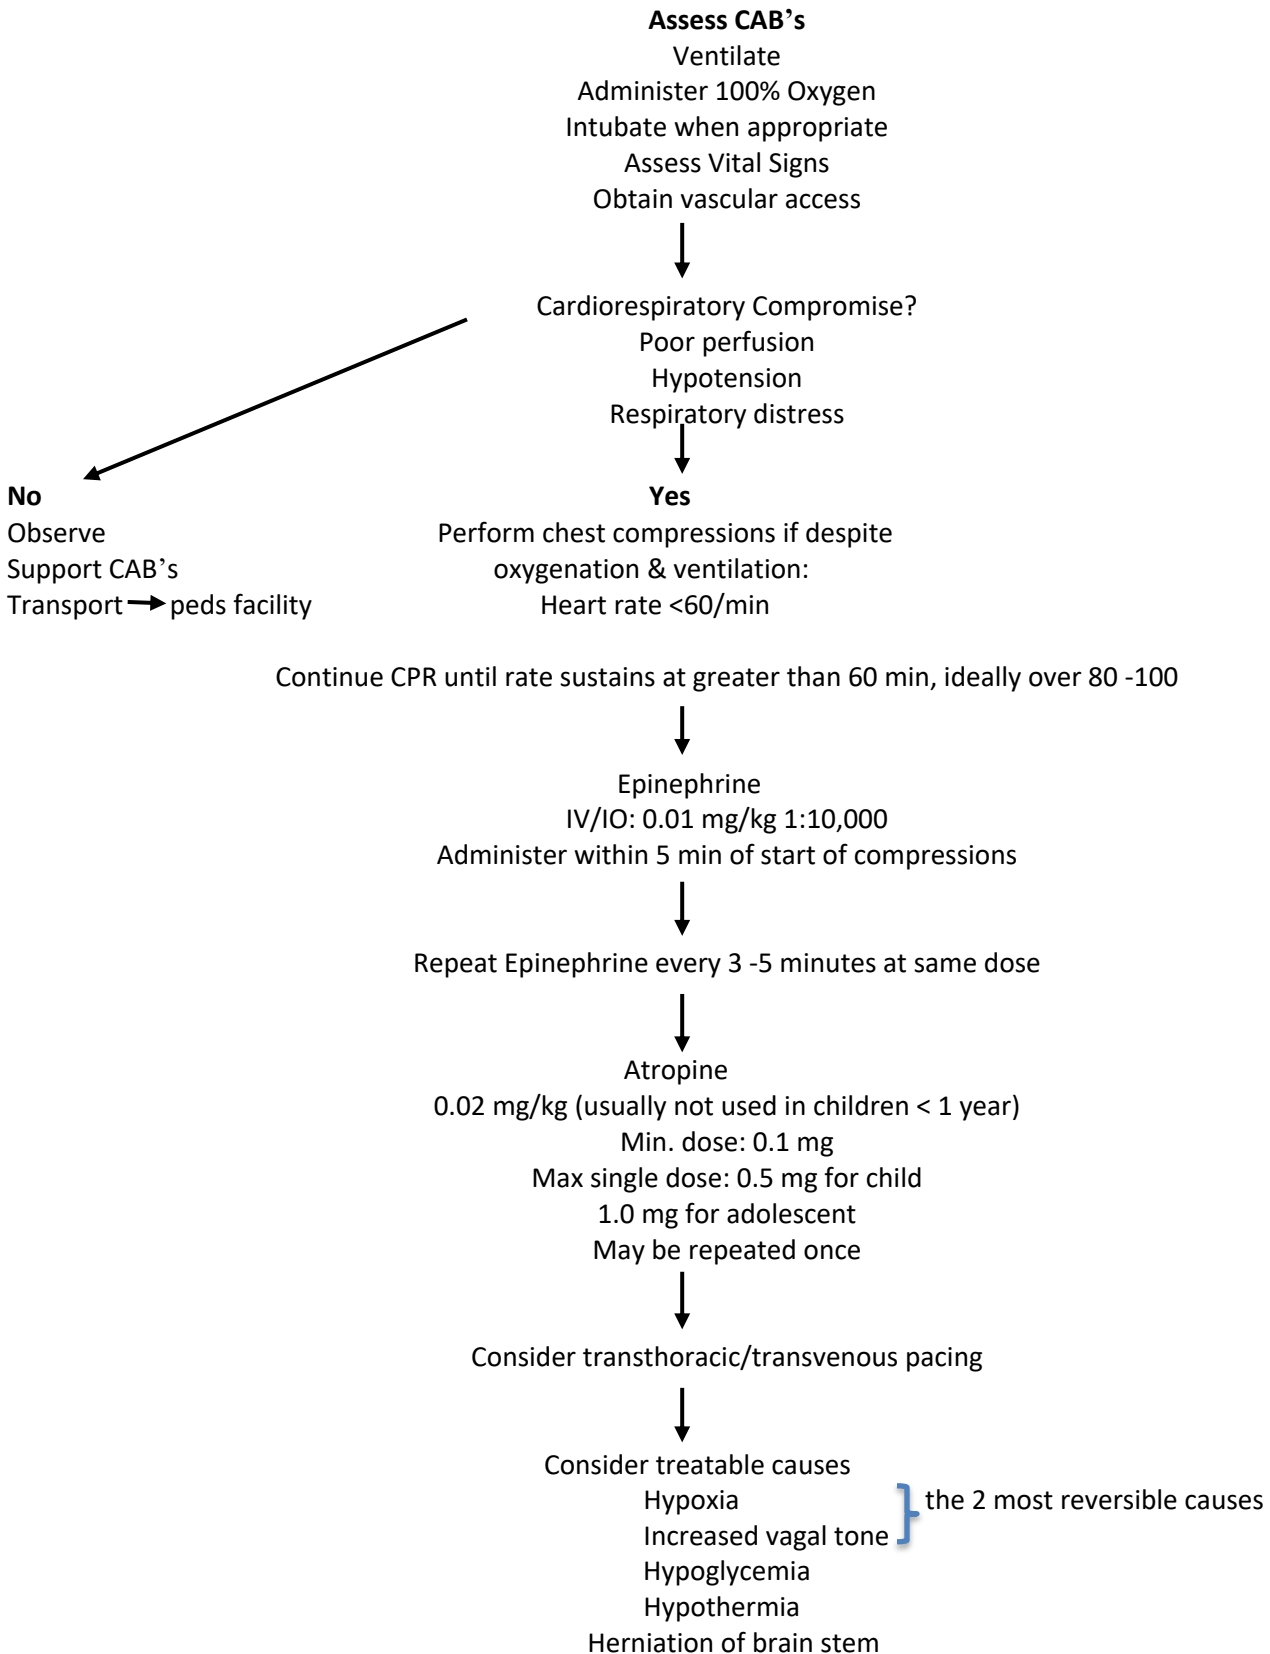 Assess CAB’s
Ventilate
Administer 100% Oxygen
Intubate when appropriate
Assess Vital Signs
Obtain vascular access
Cardiorespiratory Compromise?
Poor perfusion
Hypotension
Respiratory distress
No
Observe
Support CAB’s
Transport → peds facility
Yes
Perform chest compressions if despite
oxygenation & ventilation:
Heart rate <60/min
Continue CPR until rate sustains at greater than 60 min, ideally over 80 -100
Epinephrine
IV/IO: 0.01 mg/kg 1:10,000
Administer within 5 min of start of compressions
Repeat Epinephrine every 3 -5 minutes at same dose
Atropine
0.02 mg/kg (usually not used in children < 1 year)
Min. dose: 0.1 mg
Max single dose: 0.5 mg for child
1.0 mg for adolescent
May be repeated once
Consider transthoracic/transvenous pacing
Consider treatable causes
Hypoxia
the 2 most reversible causes
Increased vagal tone
Hypoglycemia
Hypothermia
Herniation of brain stem